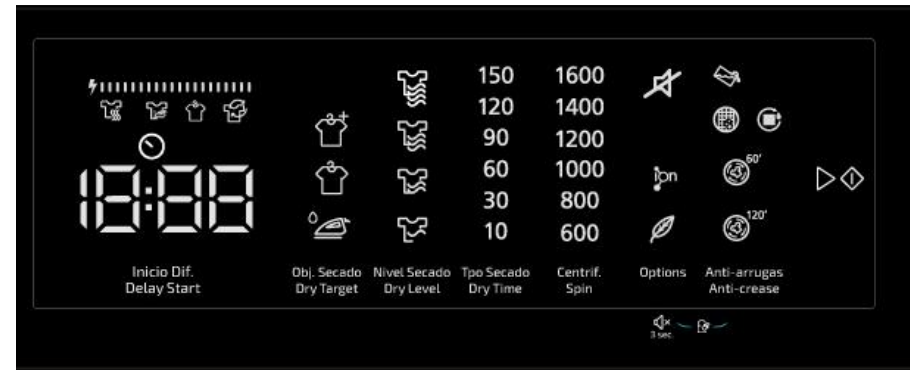 18:88
150
120
90
60
30
10
1600
1400
1200
1000
800
600
ion
60'
120'
Inicio Dif.
Delay Start
Obj. Secado
Dry Target
Nivel Secado
Dry Level
Tpo Secado
Dry Time
Centrif.
Spin
Options
Anti-arrugas
Anti-crease
3 sec.